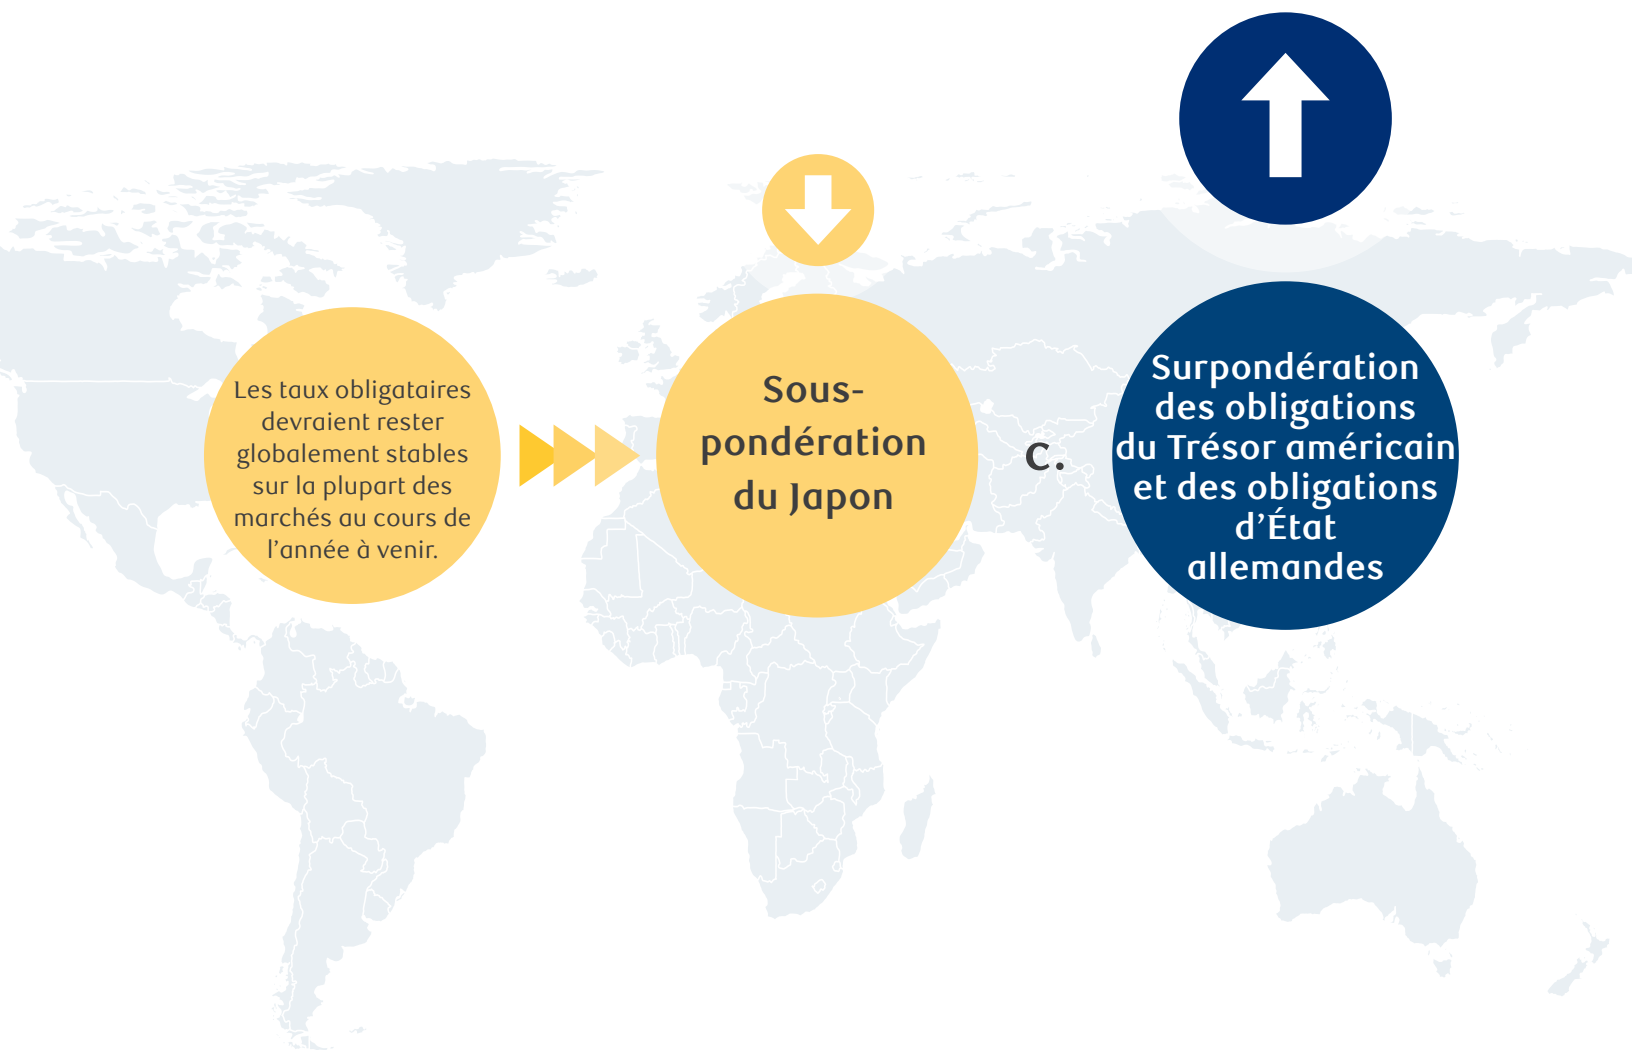 Les taux obligataires
devraient rester
globalement stables
sur la plupart des
marchés au cours de
l’année à venir.
Sous-
pondération
du Japon
c.
Surpondération
des obligations
du Trésor américain
et des obligations
d’État
allemandes